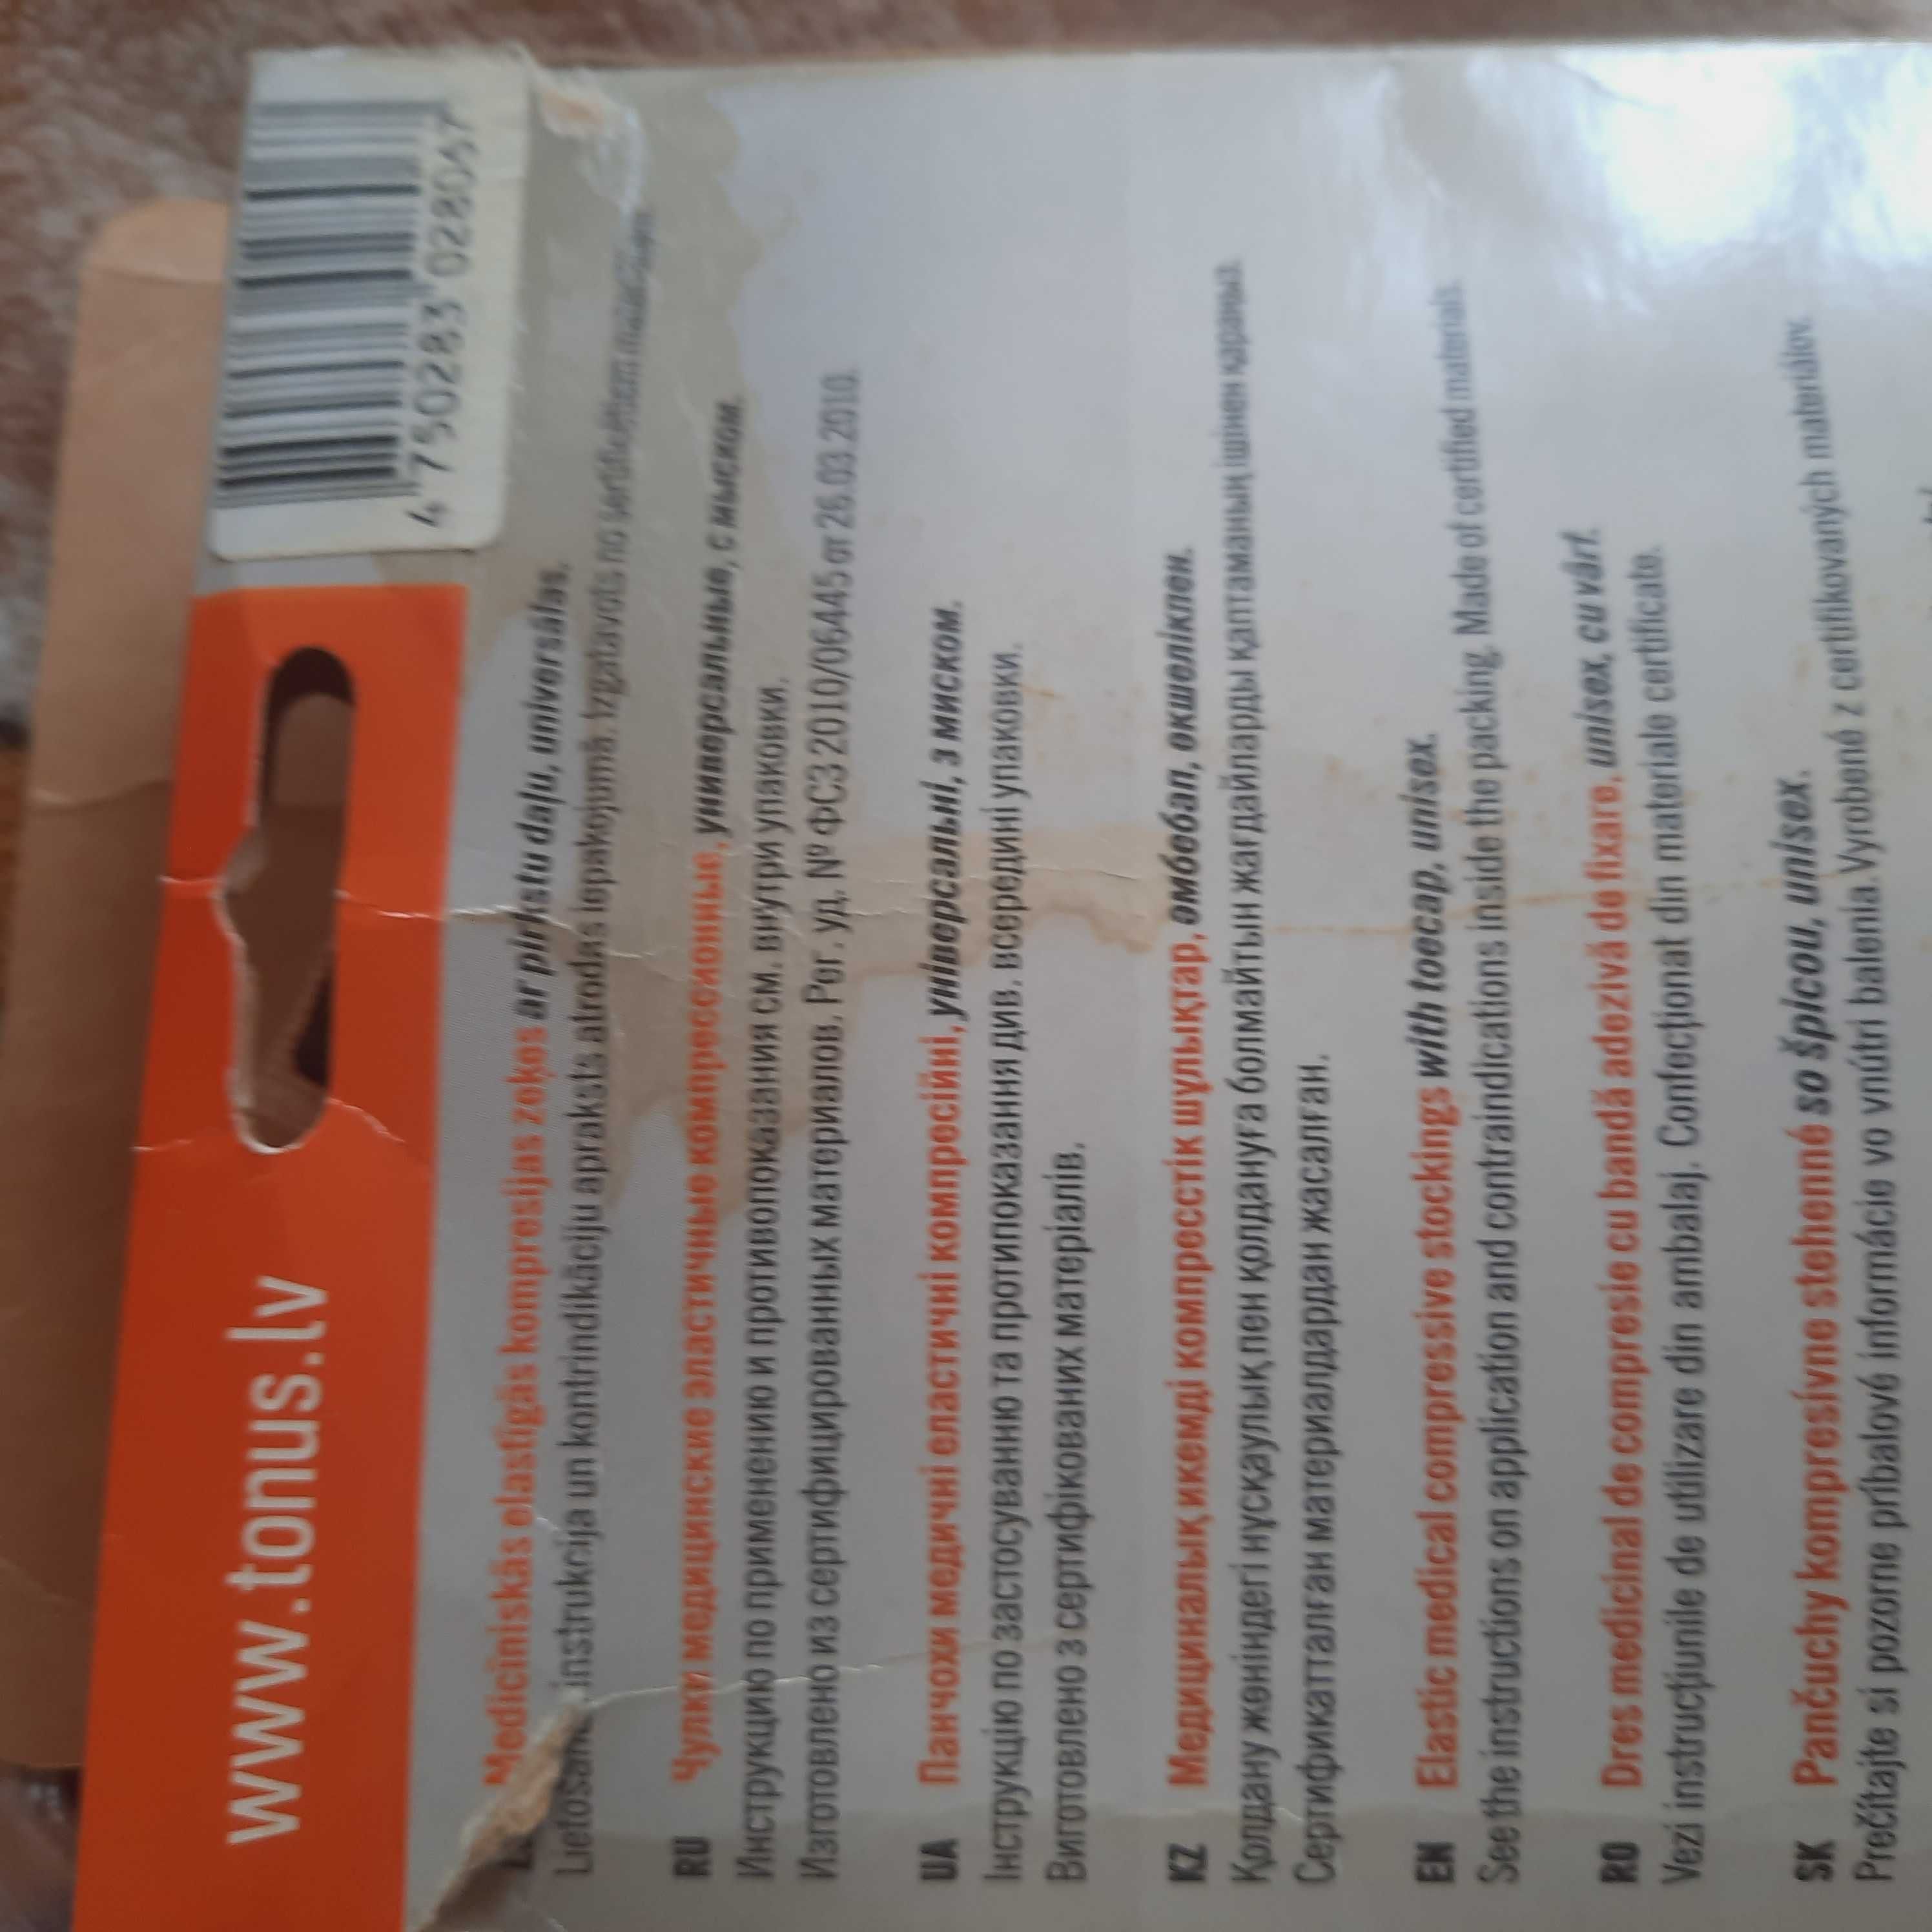 www.tonus.lv
4 750283 028067
Medicīniskās elastīgās kompresijas zeķes ar pirkstu daļu, universālas.
instrukcija un kontrindikāciju apraksts atrodas iepakojumā. Izgatavots no sertificētiem
RU Чулки медицинские эластичные компрессионные, универсальные, с мыском.
Инструкцию по применению и противопоказания см. внутри упаковки.
Изготовлено из сертифицированных материалов. Рег. уд. № ФСЗ 2010/06445 от 26.03.2010.
UA Панчохи медичні еластичні компресійні, універсальні, з миском.
Інструкцію по застосуванню та протипоказання див. всередині упаковки.
Виготовлено з сертифікованих матеріалів.
KZ Медициналық икемді компрестік шұлықтар, әмбебап, өкшелікпен.
Қолдану жөніндегі нұсқаулық пен қолдануға болмайтын жағдайларды қаптаманың ішінен қараңыз.
Сертификатталған материалдардан жасалған.
EN Elastic medical compressive stockings with toecap, unisex.
See the instructions on application and contraindications inside the packing. Made of certified materials.
RO Dres medicinal de compresie cu bandă adezivă de fixare, unisex, cu vârf.
Vezi instrucțiunile de utilizare din ambalaj. Confecționat din materiale certificate.
SK Pančuchy kompresívne stehenné so špicou, unisex.
Prečítajte si pozorne príbalové informácie vo vnútri balenia. Vyrobené z certifikovaných materiálov.